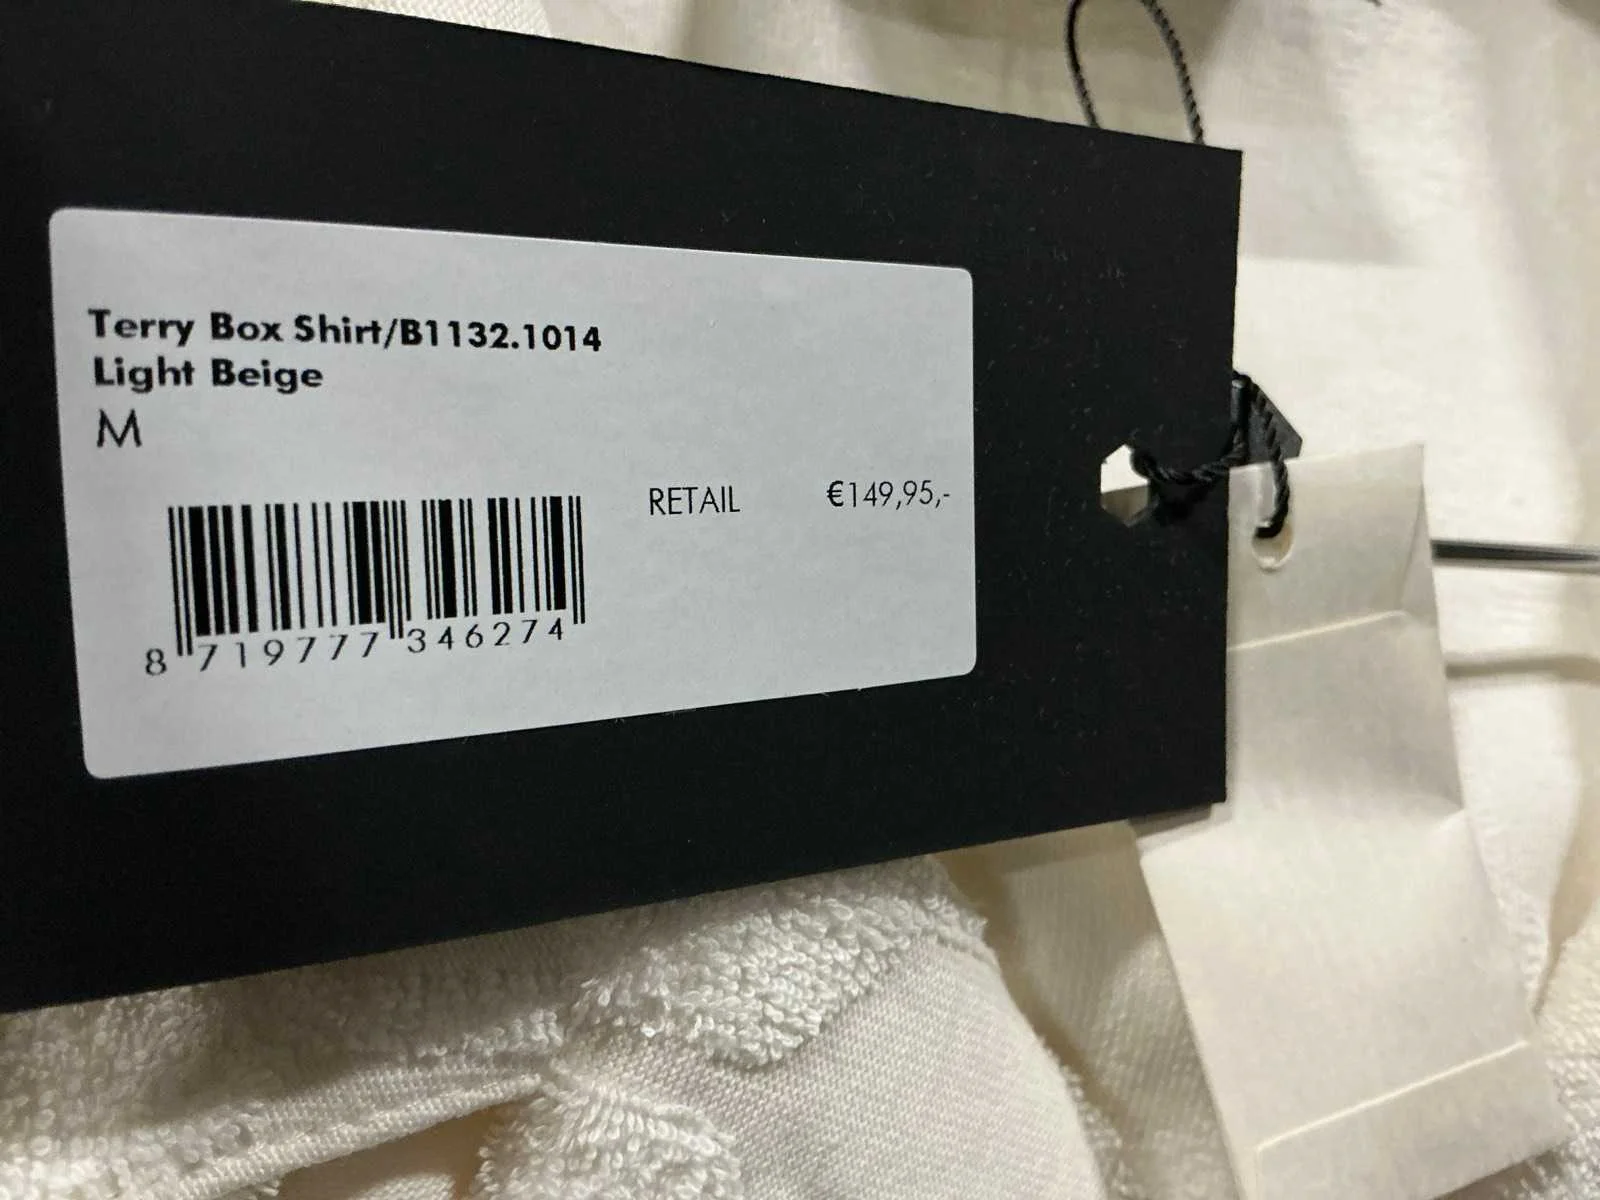 Terry Box Shirt/B1132.1014
Light Beige
M
RETAIL €149,95,-
8 719777 346274